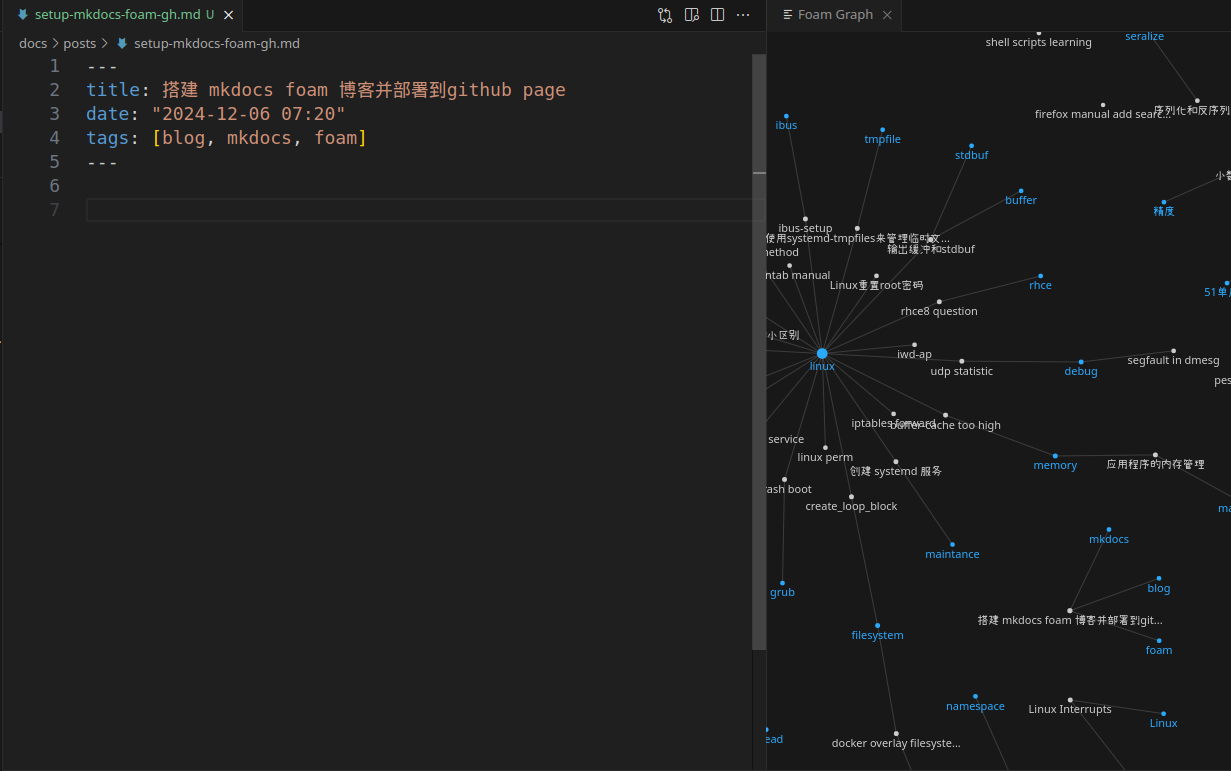 setup-mkdocs-foam-gh.md U
Foam Graph
docs > posts > setup-mkdocs-foam-gh.md
1 ---
2 title: 搭建 mkdocs foam 博客并部署到github page
3 date: "2024-12-06 07:20"
4 tags: [blog, mkdocs, foam]
5 ---
6
7
seralize
shell scripts learning
序列化和反序列
firefox manual add searc...
ibus
tmpfile
stdbuf
buffer
精度
ibus-setup
使用systemd-tmpfiles来管理临时文...
输出缓冲和stdbuf
ethod
ntab manual
Linux重置root密码
rhce
51单
rhce8 question
小区别
iwd-ap
linux
udp statistic
debug
segfault in dmesg
pes
iptables forward
buffer cache too high
service
linux perm
创建 systemd 服务
memory
应用程序的内存管理
ash boot
create_loop_block
ma
mkdocs
maintance
grub
blog
搭建 mkdocs foam 博客并部署到git...
filesystem
foam
namespace
Linux Interrupts
Linux
ead
docker overlay filesyste...